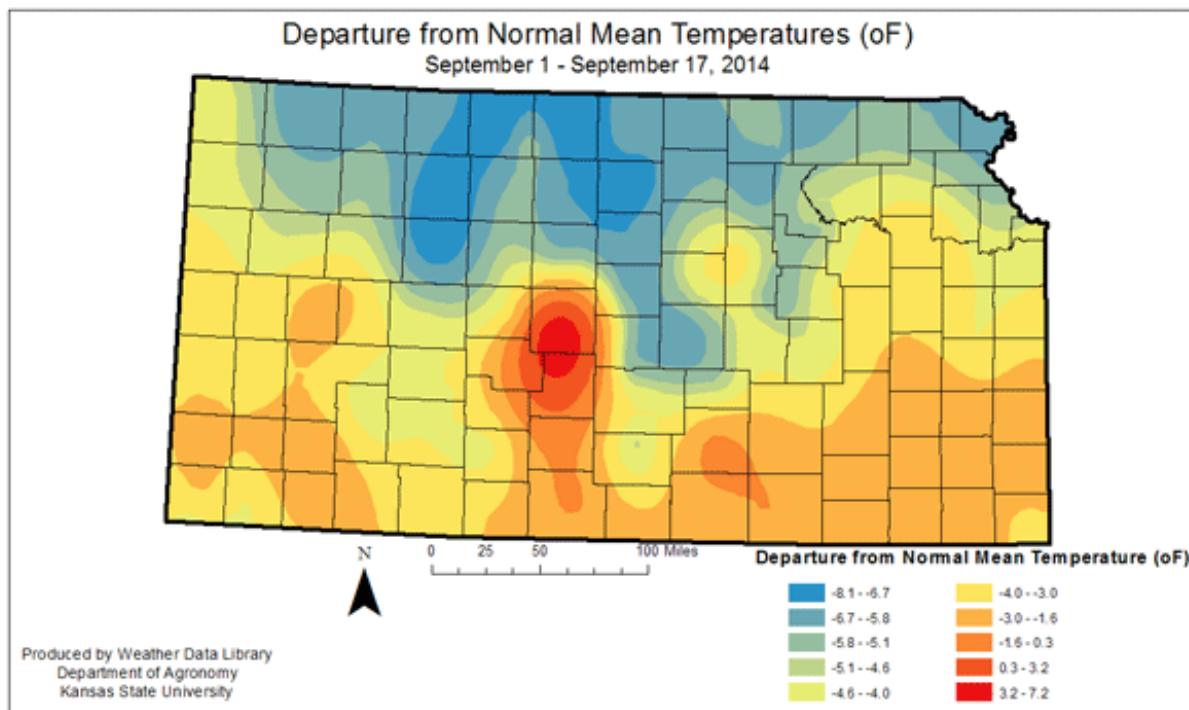 Departure from Normal Mean Temperatures (oF)
September 1 - September 17, 2014
N
0 25 50 100 Miles
Departure from Normal Mean Temperature (oF)
-8.1 - -6.7
-6.7 - -5.8
-5.8 - -5.1
-5.1 - -4.6
-4.6 - -4.0
-4.0 - -3.0
-3.0 - -1.6
-1.6 - 0.3
0.3 - 3.2
3.2 - 7.2
Produced by Weather Data Library
Department of Agronomy
Kansas State University